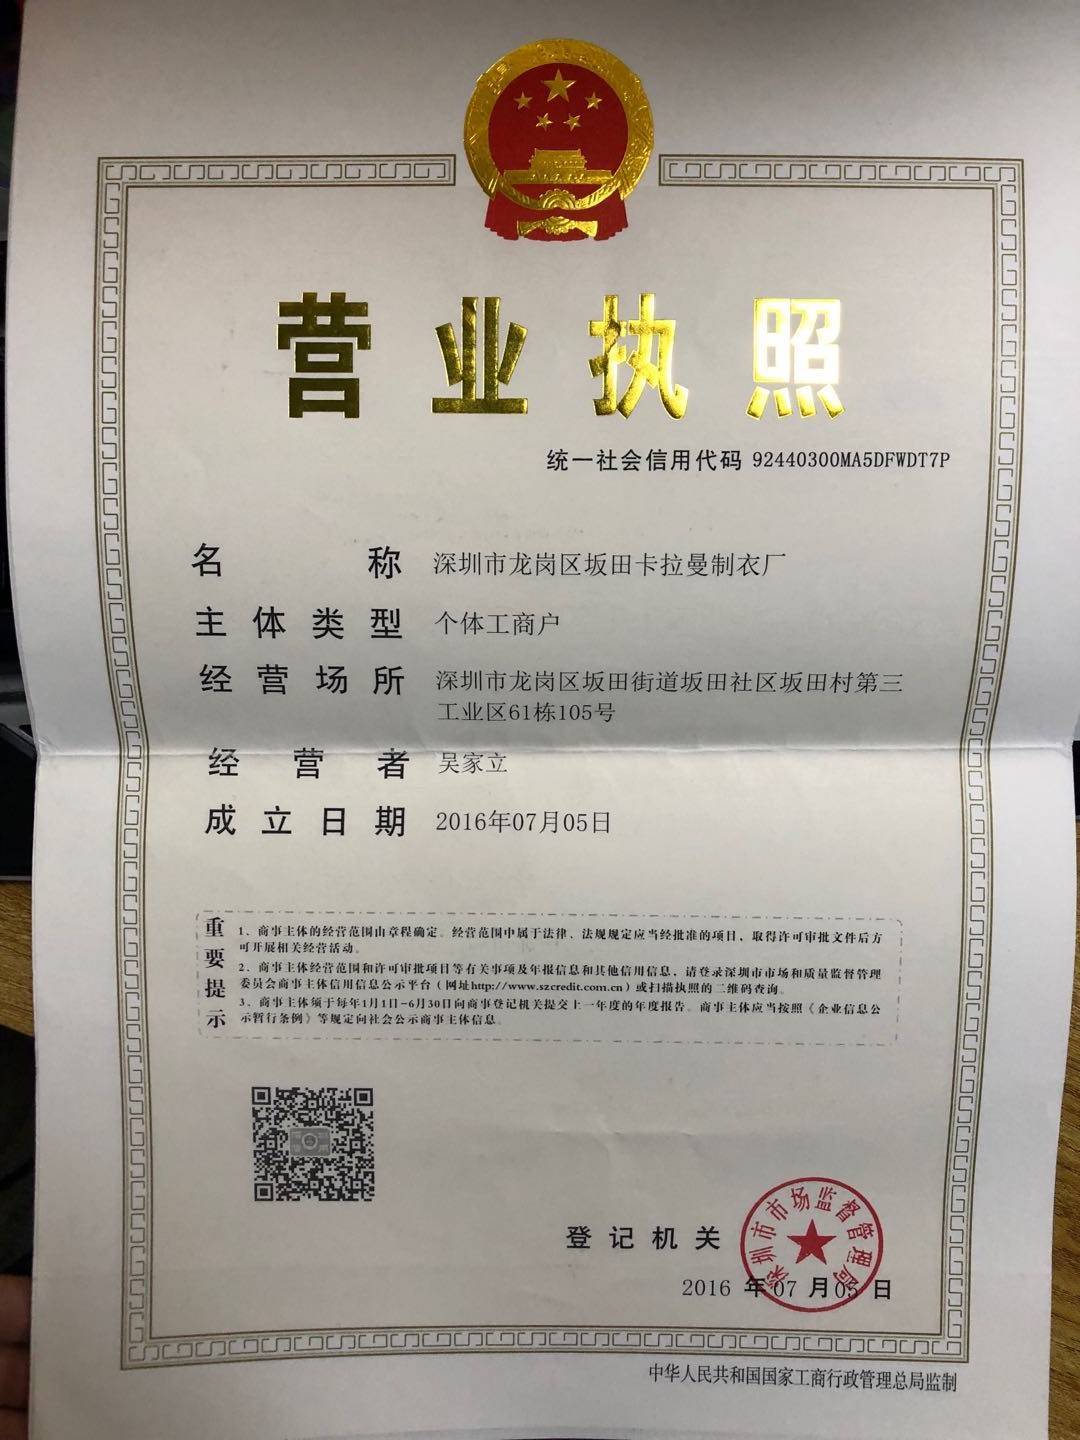 营业执照
统一社会信用代码 92440300MA5DFWDT7P
名称 深圳市龙岗区坂田卡拉曼制衣厂
主体类型 个体工商户
经营场所 深圳市龙岗区坂田街道坂田社区坂田村第三
工业区61栋105号
经营者 吴家立
成立日期 2016年07月05日
重要提示
1、商事主体的经营范围由章程确定。经营范围中属于法律、法规规定应当经批准的项目，取得许可审批文件后方
可开展相关经营活动。
2、商事主体经营范围和许可审批项目等有关事项及年报信息和其他信用信息，请登录深圳市市场和质量监督管理
委员会商事主体信用信息公示平台（网址http://www.szcredit.com.cn）或扫描执照的二维码查询。
3、商事主体须于每年1月1日-6月30日向商事登记机关提交上一年度的年度报告。商事主体应当按照《企业信息公
示暂行条例》等规定向社会公示商事主体信息。
登记机关
深圳市市场监督管理局
2016 年 07 月 05 日
中华人民共和国国家工商行政管理总局监制